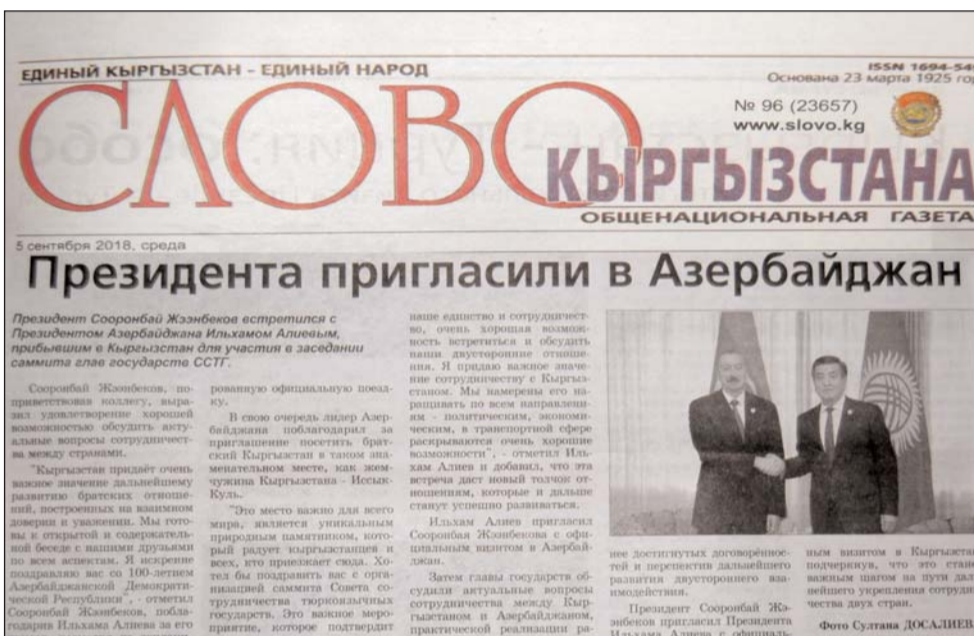 ЕДИНЫЙ КЫРГЫЗСТАН - ЕДИНЫЙ НАРОД
ISSN 1694-54
Основана 23 марта 1925 го
№ 96 (23657)
www.slovo.kg
СЛОВО
КЫРГЫЗСТАНА
ОБЩЕНАЦИОНАЛЬНАЯ ГАЗЕТА
5 сентября 2018, среда
Президента пригласили в Азербайджан
Президент Сооронбай Жээнбеков встретился с
Президентом Азербайджана Ильхамом Алиевым,
прибывшим в Кыргызстан для участия в заседании
саммита глав государств ССТГ.
Сооронбай Жээнбеков, по-
приветствовав коллегу, выра-
зил удовлетворение хорошей
возможностью обсудить акту-
альные вопросы сотрудничест-
ва между странами.
"Кыргызстан придаёт очень
важное значение дальнейшему
развитию братских отноше-
ний, построенных на взаимном
доверии и уважении. Мы гото-
вы к открытой и содержатель-
ной беседе с нашими друзьями
по всем аспектам. Я искренне
поздравляю вас со 100-летием
Азербайджанской Демократи-
ческой Республики", - отметил
Сооронбай Жээнбеков, побла-
годарив Ильхама Алиева за его
рованную официальную поезд-
ку.
В свою очередь лидер Азер-
байджана поблагодарил за
приглашение посетить брат-
ский Кыргызстан в таком зна-
менательном месте, как жем-
чужина Кыргызстана - Иссык-
Куль.
"Это место важно для всего
мира, является уникальным
природным памятником, кото-
рый радует кыргызстанцев и
всех, кто приезжает сюда. Хо-
тел бы поздравить вас с орга-
низацией саммита Совета со-
трудничества тюркоязычных
государств. Это важное меро-
приятие, которое подтвердит
наше единство и сотрудничест-
во, очень хорошая возмож-
ность встретиться и обсудить
наши двусторонние отноше-
ния. Я придаю важное значе-
ние сотрудничеству с Кыргыз-
станом. Мы намерены его на-
ращивать по всем направлени-
ям - политическим, экономи-
ческим, в транспортной сфере
раскрываются очень хорошие
возможности", - отметил Иль-
хам Алиев и добавил, что эта
встреча даст новый толчок от-
ношениям, которые и дальше
станут успешно развиваться.
Ильхам Алиев пригласил
Сооронбая Жээнбекова с офи-
циальным визитом в Азербай-
джан.
Затем главы государств об-
судили актуальные вопросы
сотрудничества между Кыр-
гызстаном и Азербайджаном,
практической реализации ра-
нее достигнутых договорённос-
тей и перспектив дальнейшего
развития двустороннего вза-
имодействия.
Президент Сооронбай Жэ-
энбеков пригласил Президента
Ильхама Алиева с официаль-
ным визитом в Кыргызстан
подчеркнув, что это стане
важным шагом на пути даль
нейшего укрепления сотрудни
чества двух стран.
Фото Султана ДОСАЛИЕВ